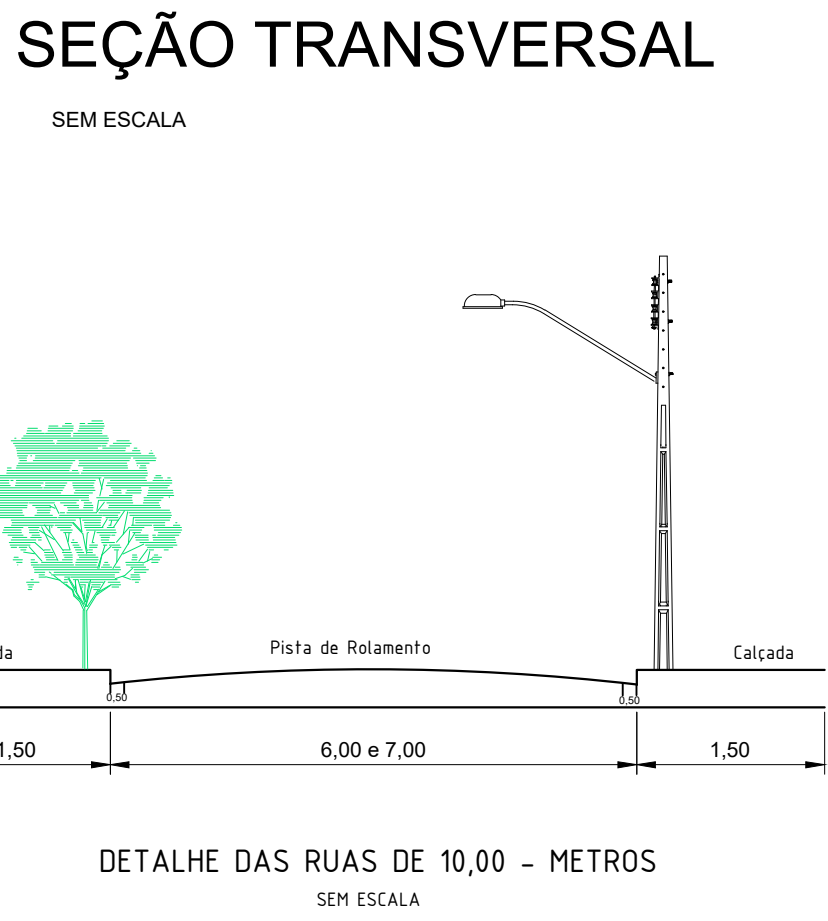 SEÇÃO TRANSVERSAL
SEM ESCALA
Pista de Rolamento
da
Calçada
0,50
0,50
1,50
6,00 e 7,00
1,50
DETALHE DAS RUAS DE 10,00 - METROS
SEM ESCALA